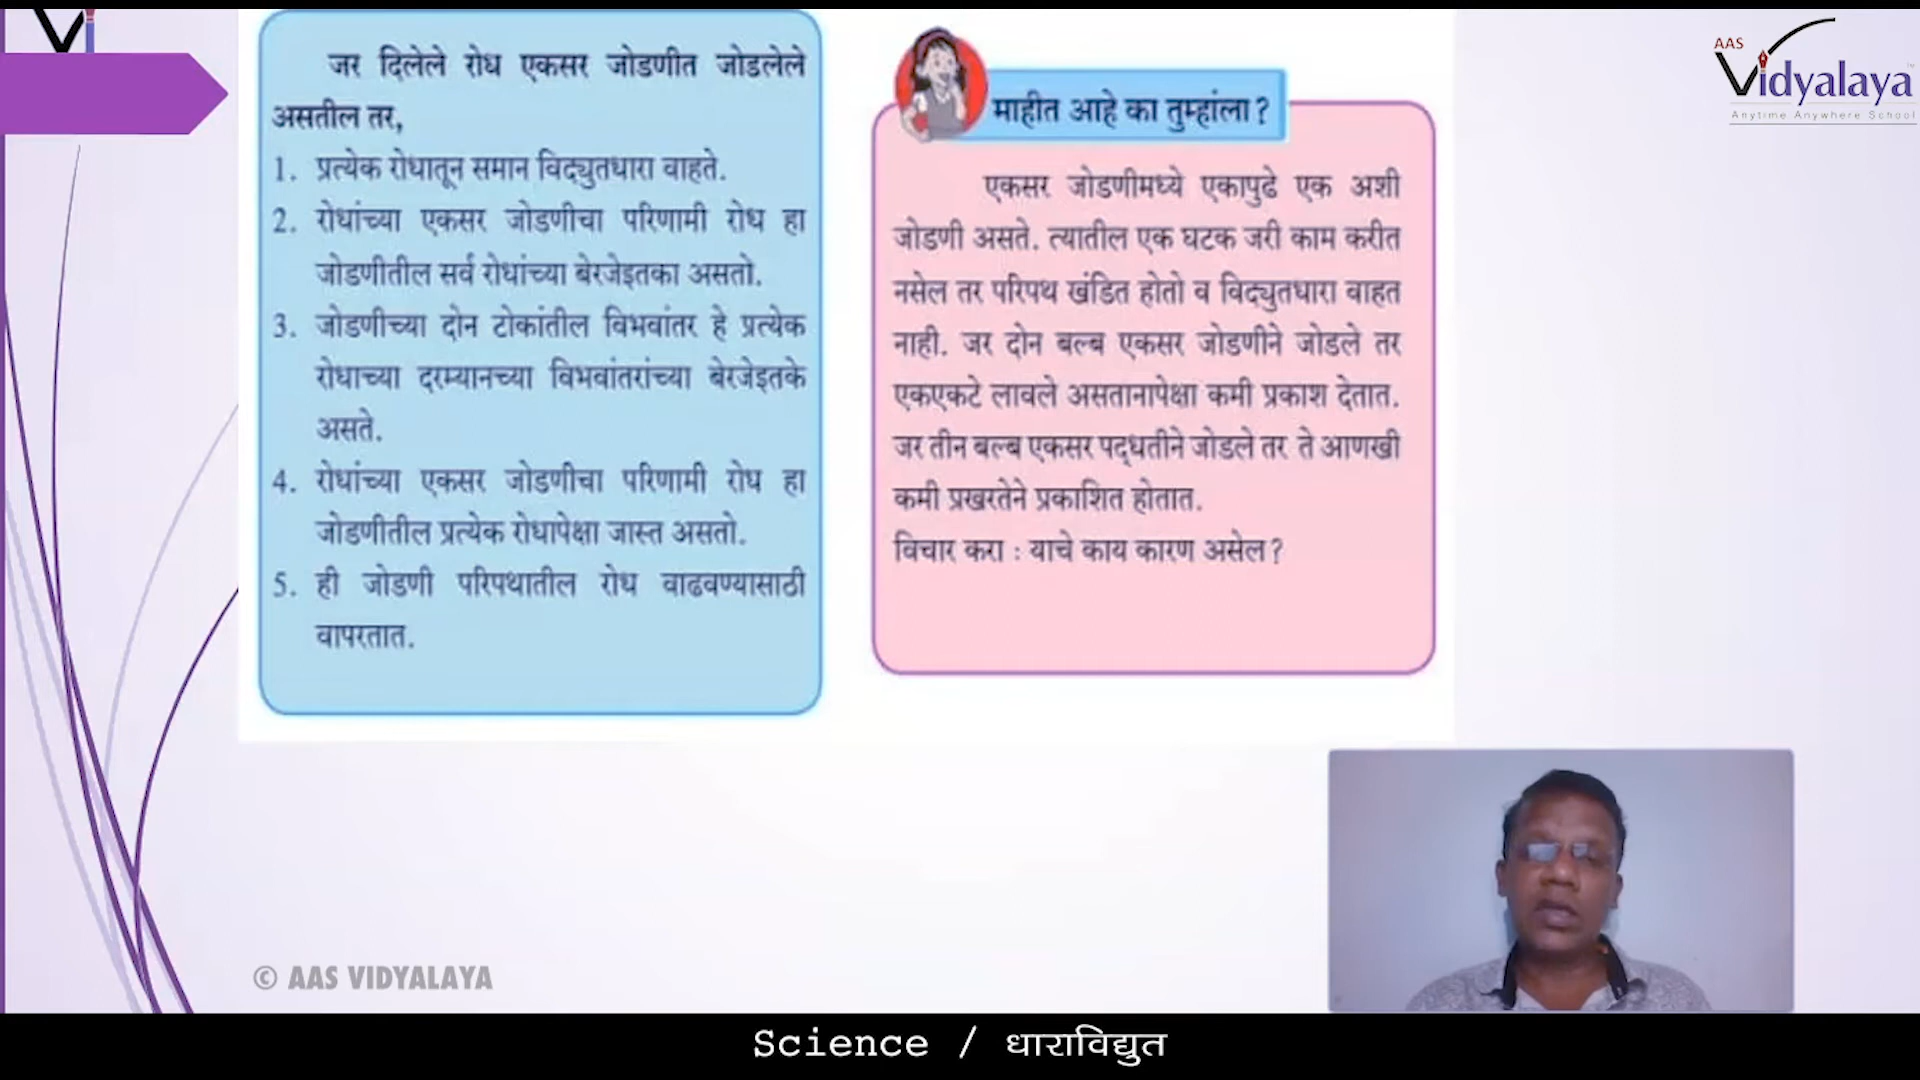 Vi
जर दिलेले रोध एकसर जोडणीत जोडलेले
असतील तर,
1. प्रत्येक रोधातून समान विद्युतधारा वाहते.
2. रोधांच्या एकसर जोडणीचा परिणामी रोध हा
जोडणीतील सर्व रोधांच्या बेरजेइतका असतो.
3. जोडणीच्या दोन टोकांतील विभवांतर हे प्रत्येक
रोधाच्या दरम्यानच्या विभवांतरांच्या बेरजेइतके
असते.
4. रोधांच्या एकसर जोडणीचा परिणामी रोध हा
जोडणीतील प्रत्येक रोधापेक्षा जास्त असतो.
5. ही जोडणी परिपथातील रोध वाढवण्यासाठी
वापरतात.
माहीत आहे का तुम्हांला ?
एकसर जोडणीमध्ये एकापुढे एक अशी
जोडणी असते. त्यातील एक घटक जरी काम करीत
नसेल तर परिपथ खंडित होतो व विद्युतधारा वाहत
नाही. जर दोन बल्ब एकसर जोडणीने जोडले तर
एकएकटे लावले असतानापेक्षा कमी प्रकाश देतात.
जर तीन बल्ब एकसर पद्धतीने जोडले तर ते आणखी
कमी प्रखरतेने प्रकाशित होतात.
विचार करा : याचे काय कारण असेल ?
AAS
Vidyalaya
Anytime Anywhere School
© AAS VIDYALAYA
Science / धाराविद्युत